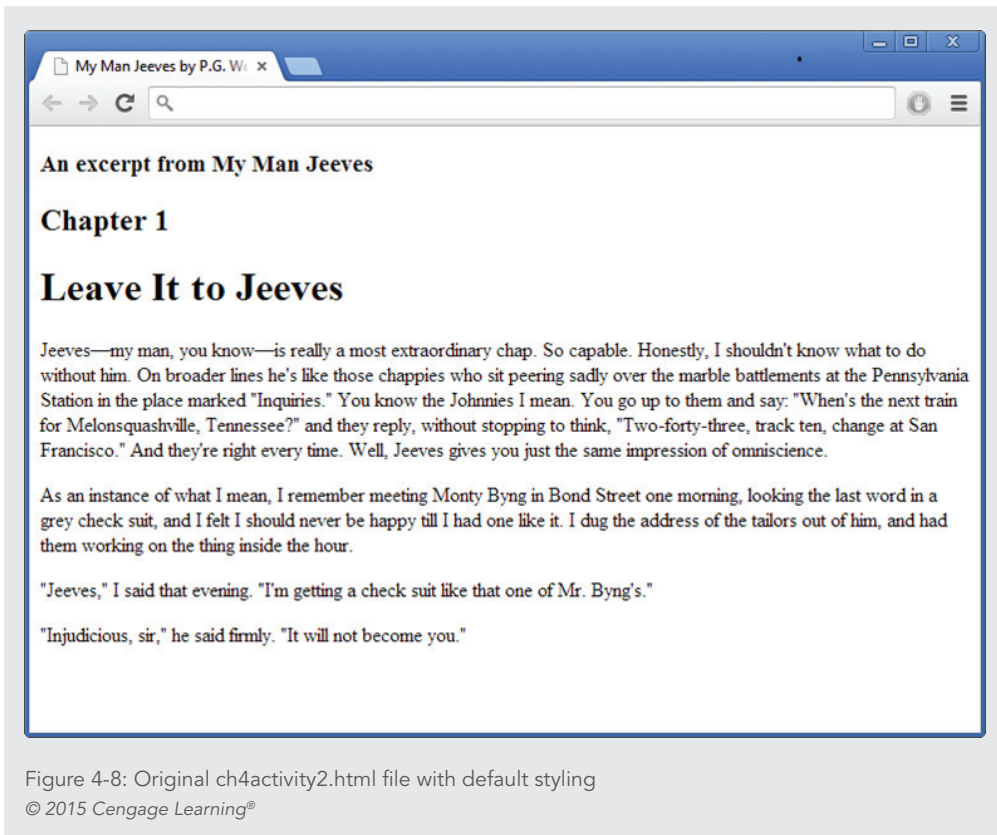 My Man Jeeves by P.G. W
An excerpt from My Man Jeeves
Chapter 1
Leave It to Jeeves
Jeeves—my man, you know—is really a most extraordinary chap. So capable. Honestly, I shouldn't know what to do
without him. On broader lines he's like those chappies who sit peering sadly over the marble battlements at the Pennsylvania
Station in the place marked "Inquiries." You know the Johnnies I mean. You go up to them and say: "When's the next train
for Melonsquashville, Tennessee?" and they reply, without stopping to think, "Two-forty-three, track ten, change at San
Francisco." And they're right every time. Well, Jeeves gives you just the same impression of omniscience.
As an instance of what I mean, I remember meeting Monty Byng in Bond Street one morning, looking the last word in a
grey check suit, and I felt I should never be happy till I had one like it. I dug the address of the tailors out of him, and had
them working on the thing inside the hour.
"Jeeves," I said that evening. "I'm getting a check suit like that one of Mr. Byng's."
"Injudicious, sir," he said firmly. "It will not become you."
Figure 4-8: Original ch4activity2.html file with default styling
© 2015 Cengage Learning®